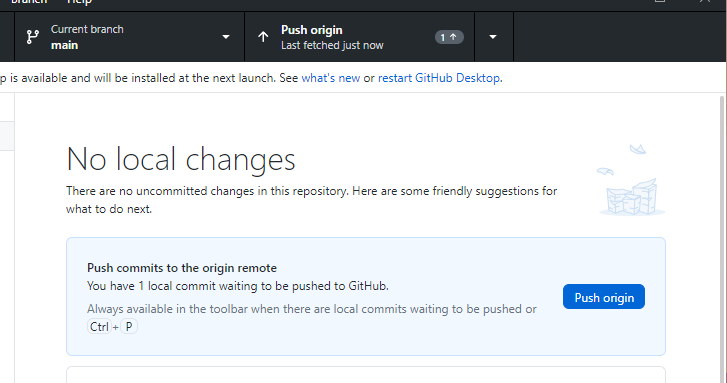 Help
Current branch
main
Push origin
Last fetched just now
1
p is available and will be installed at the next launch. See what's new or restart GitHub Desktop.
No local changes
There are no uncommitted changes in this repository. Here are some friendly suggestions for
what to do next.
Push commits to the origin remote
You have 1 local commit waiting to be pushed to GitHub.
Always available in the toolbar when there are local commits waiting to be pushed or
Ctrl + P
Push origin